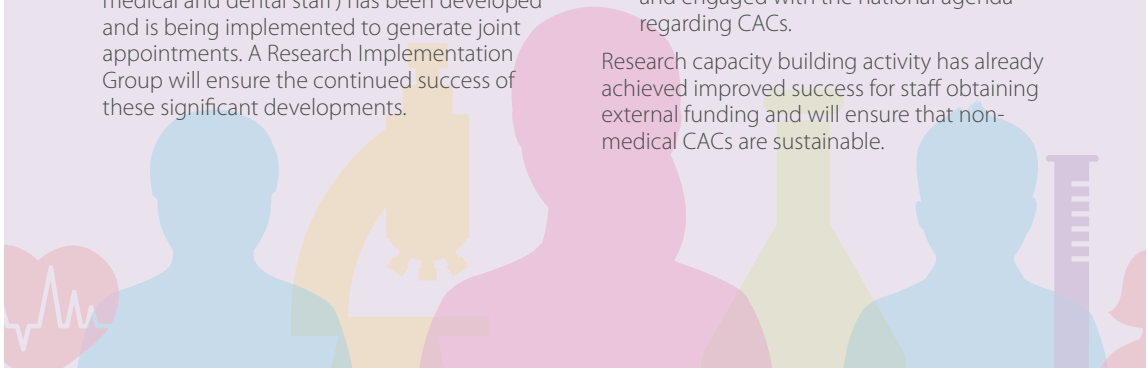 medical and dental staff) has been developed
and is being implemented to generate joint
appointments. A Research Implementation
Group will ensure the continued success of
these significant developments.
and engaged with the national agenda
regarding CACs.
Research capacity building activity has already
achieved improved success for staff obtaining
external funding and will ensure that non-
medical CACs are sustainable.